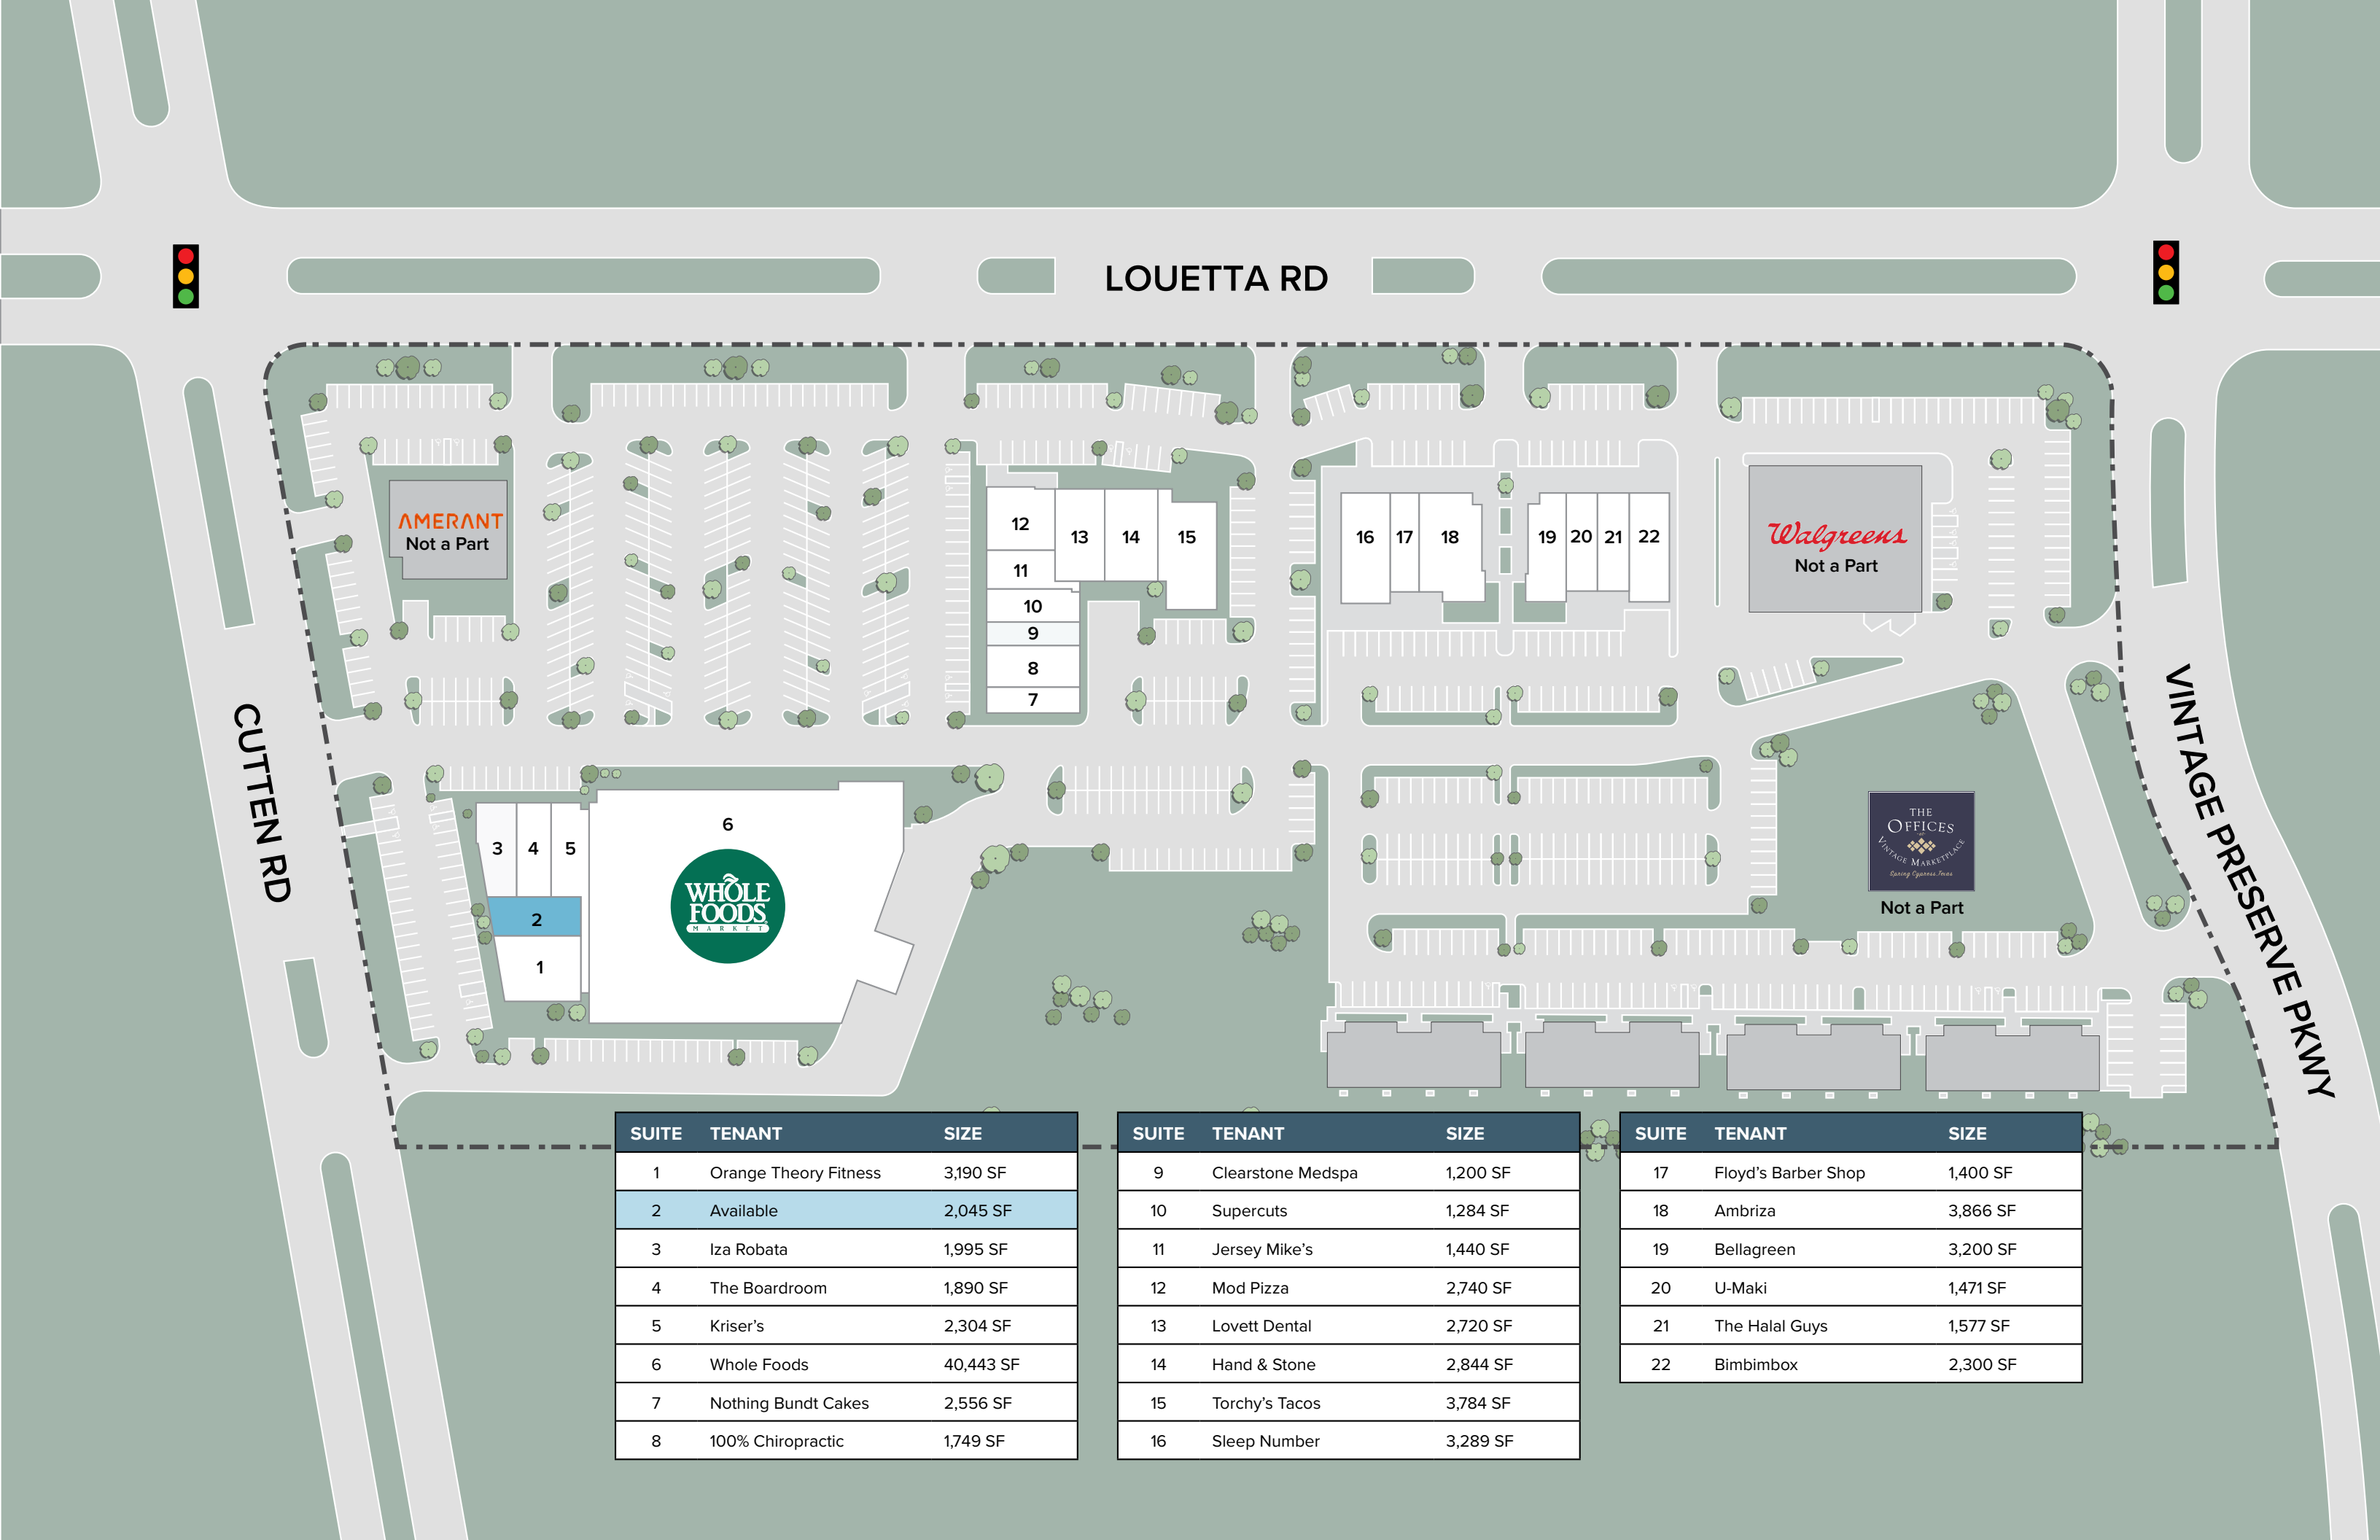 LOUETTA RD
CUTTEN RD
VINTAGE PRESERVE PKWY
AMERANT
Not a Part
12
13
14
15
11
10
9
8
7
16
17
18
19
20
21
22
Walgreens
Not a Part
3
4
5
2
1
6
WHOLE
FOODS
MARKET
THE
OFFICES
at
VINTAGE MARKETPLACE
Spring Cypress, Texas
Not a Part
SUITE TENANT SIZE
1 Orange Theory Fitness 3,190 SF
2 Available 2,045 SF
3 Iza Robata 1,995 SF
4 The Boardroom 1,890 SF
5 Kriser’s 2,304 SF
6 Whole Foods 40,443 SF
7 Nothing Bundt Cakes 2,556 SF
8 100% Chiropractic 1,749 SF
SUITE TENANT SIZE
9 Clearstone Medspa 1,200 SF
10 Supercuts 1,284 SF
11 Jersey Mike’s 1,440 SF
12 Mod Pizza 2,740 SF
13 Lovett Dental 2,720 SF
14 Hand & Stone 2,844 SF
15 Torchy’s Tacos 3,784 SF
16 Sleep Number 3,289 SF
SUITE TENANT SIZE
17 Floyd’s Barber Shop 1,400 SF
18 Ambriza 3,866 SF
19 Bellagreen 3,200 SF
20 U-Maki 1,471 SF
21 The Halal Guys 1,577 SF
22 Bimbimbox 2,300 SF